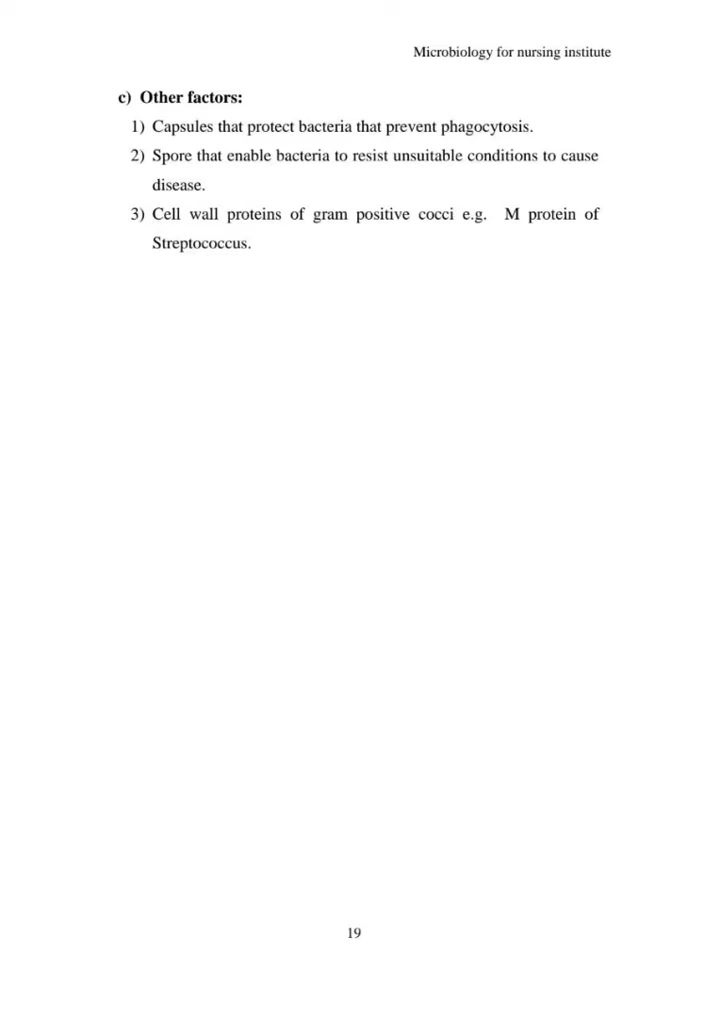 Microbiology for nursing institute
c) Other factors:
1) Capsules that protect bacteria that prevent phagocytosis.
2) Spore that enable bacteria to resist unsuitable conditions to cause
disease.
3) Cell wall proteins of gram positive cocci e.g. M protein of
Streptococcus.
19